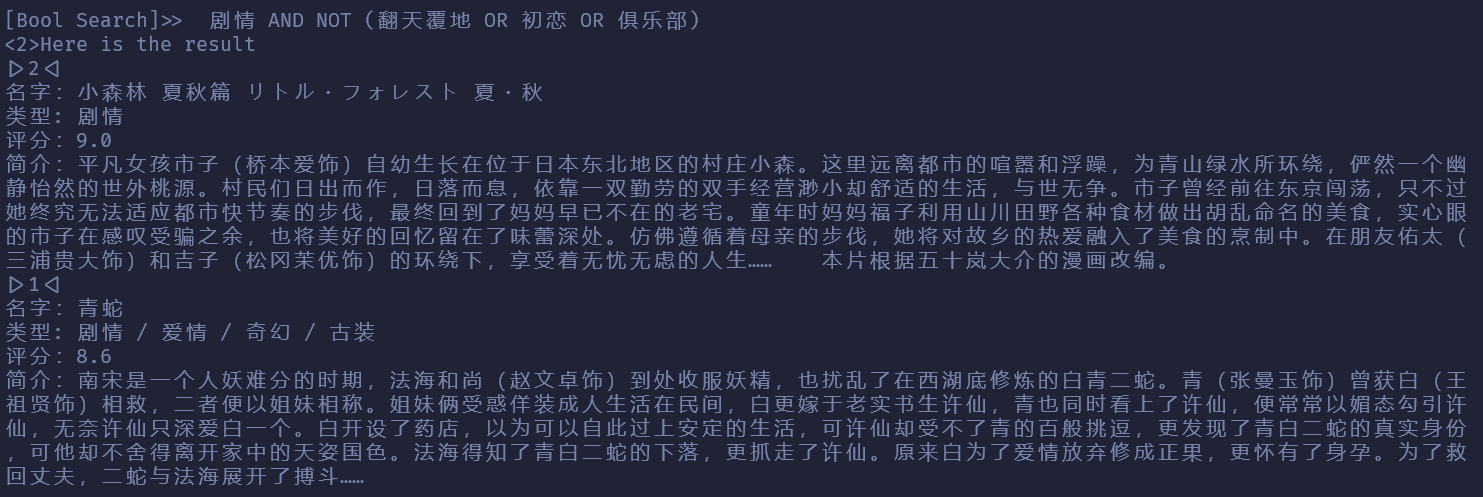 [Bool Search]>>  剧情 AND NOT (翻天覆地 OR 初恋 OR 俱乐部)
<2>Here is the result
▷2◁
名字: 小森林 夏秋篇 リトル・フォレスト 夏・秋
类型: 剧情
评分: 9.0
简介: 平凡女孩市子（桥本爱饰）自幼生长在位于日本东北地区的村庄小森。这里远离都市的喧嚣和浮躁，为青山绿水所环绕，俨然一个幽
静怡然的世外桃源。村民们日出而作，日落而息，依靠一双勤劳的双手经营渺小却舒适的生活，与世无争。市子曾经前往东京闯荡，只不过
她终究无法适应都市快节奏的步伐，最终回到了妈妈早已不在的老宅。童年时妈妈福子利用山川田野各种食材做出胡乱命名的美食，实心眼
的市子在感叹受骗之余，也将美好的回忆留在了味蕾深处。仿佛遵循着母亲的步伐，她将对故乡的热爱融入了美食的烹制中。在朋友佑太（
三浦贵大饰）和吉子（松冈茉优饰）的环绕下，享受着无忧无虑的人生……　　本片根据五十岚大介的漫画改编。
▷1◁
名字: 青蛇
类型: 剧情 / 爱情 / 奇幻 / 古装
评分: 8.6
简介: 南宋是一个人妖难分的时期，法海和尚（赵文卓饰）到处收服妖精，也扰乱了在西湖底修炼的白青二蛇。青（张曼玉饰）曾获白（王
祖贤饰）相救，二者便以姐妹相称。姐妹俩受惑佯装成人生活在民间，白更嫁于老实书生许仙，青也同时看上了许仙，便常常以媚态勾引许
仙，无奈许仙只深爱白一个。白开设了药店，以为可以自此过上安定的生活，可许仙却受不了青的百般挑逗，更发现了青白二蛇的真实身份
，可他却不舍得离开家中的天姿国色。法海得知了青白二蛇的下落，更抓走了许仙。原来白为了爱情放弃修成正果，更怀有了身孕。为了救
回丈夫，二蛇与法海展开了搏斗……